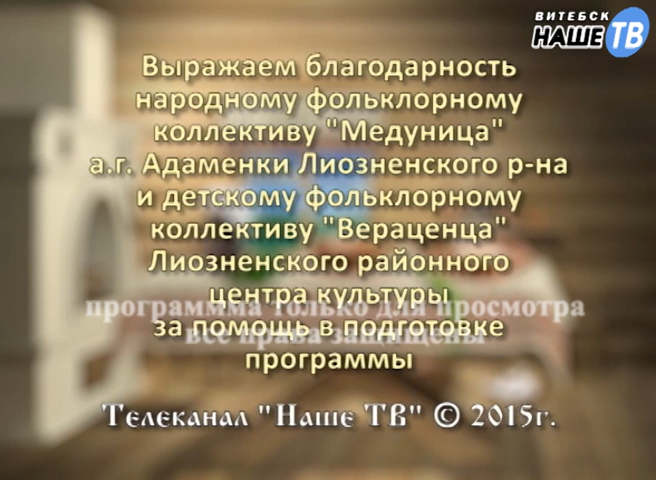 ВИТЕБСК
НАШЕ ТВ
Выражаем благодарность
народному фольклорному
коллективу "Медуница"
а.г. Адаменки Лиозненского р-на
и детскому фольклорному
коллективу "Вераценца"
Лиозненского районного
центра культуры
программма только для просмотра
за помощь в подготовке
все права защищены
программы
Телеканал "Наше ТВ" © 2015г.